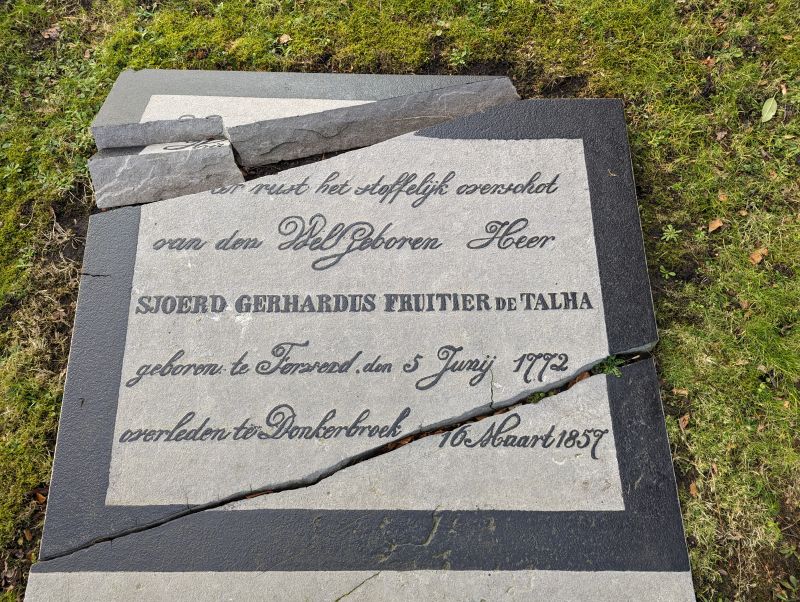 rust het stoffelijk overschot
van den WelGeboren Heer
SJOERD GERHARDUS FRUITIER DE TALHA
geboren te Ferwerd, den 5 Junij 1772
overleden te Donkerbroek 16 Maart 1857